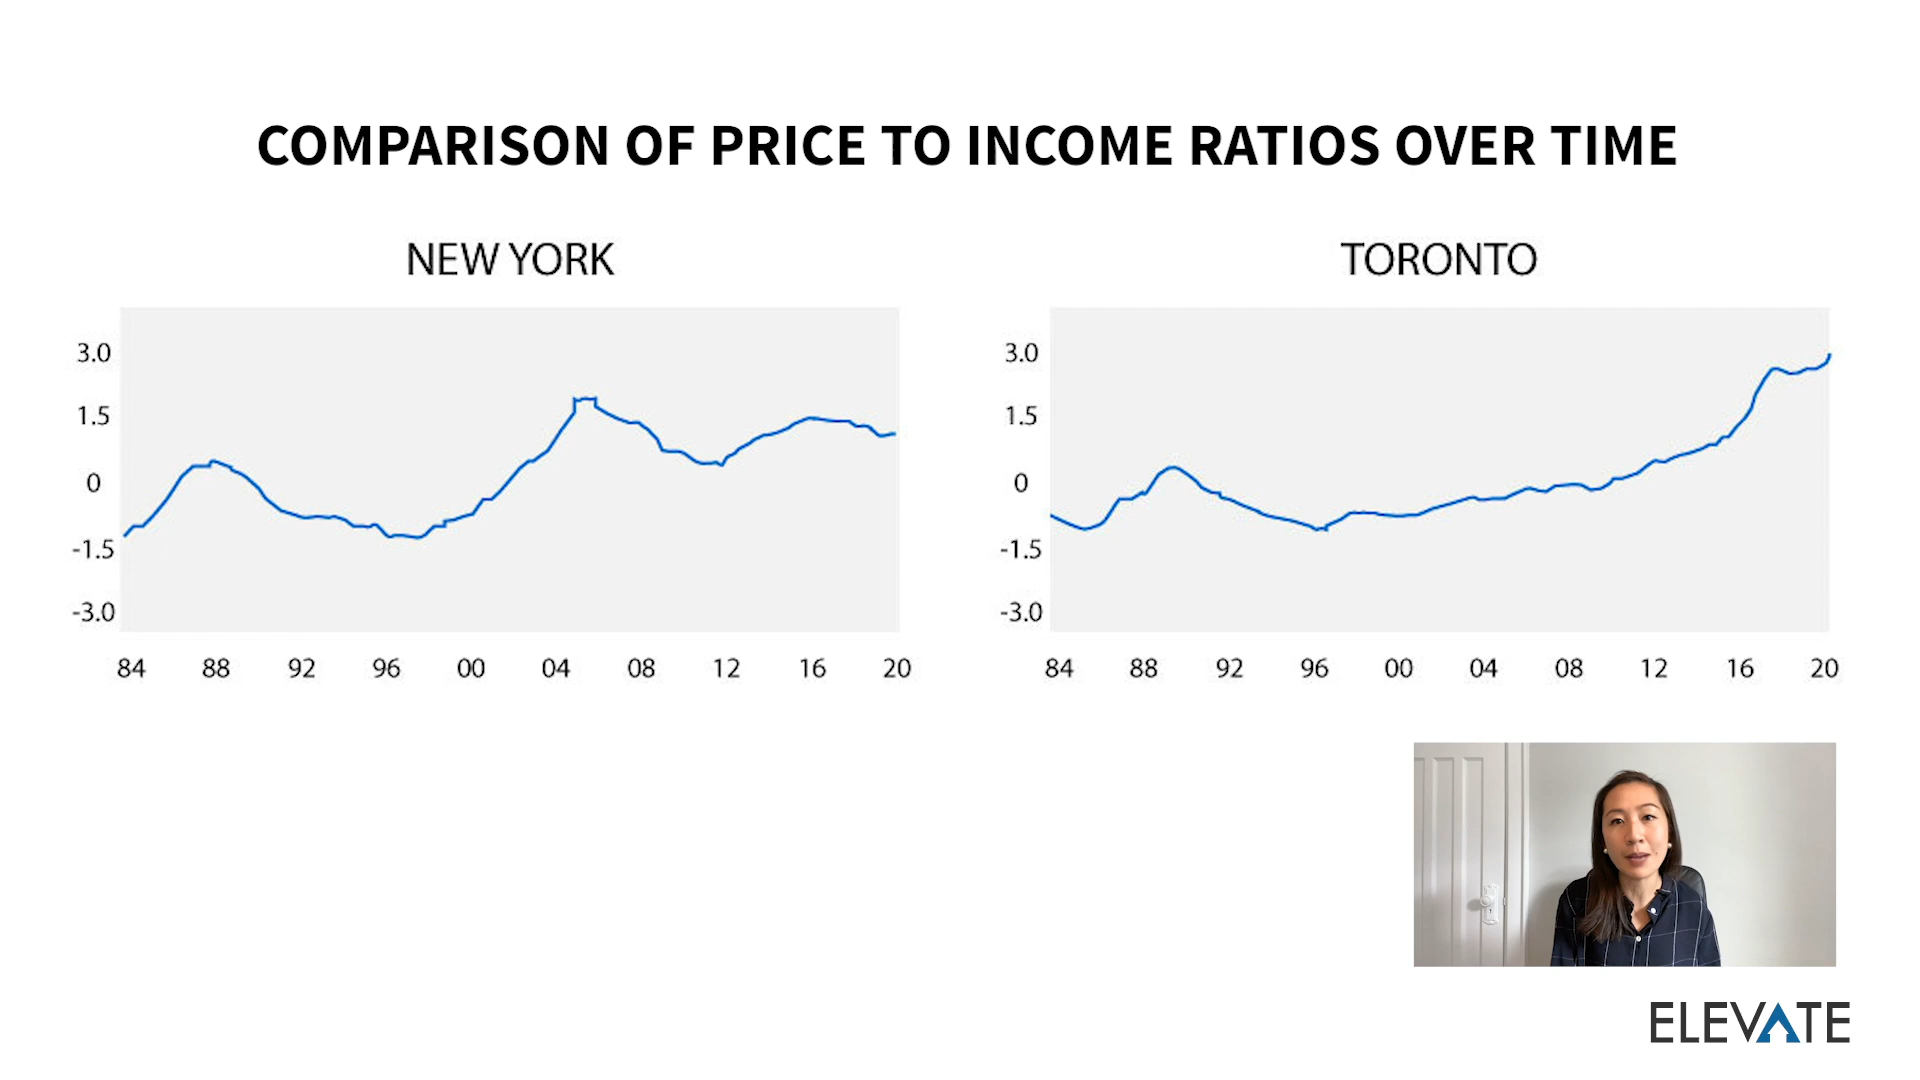 COMPARISON OF PRICE TO INCOME RATIOS OVER TIME
NEW YORK
3.0
1.5
0
-1.5
-3.0
84 88 92 96 00 04 08 12 16 20
TORONTO
3.0
1.5
0
-1.5
-3.0
84 88 92 96 00 04 08 12 16 20
ELEVATE